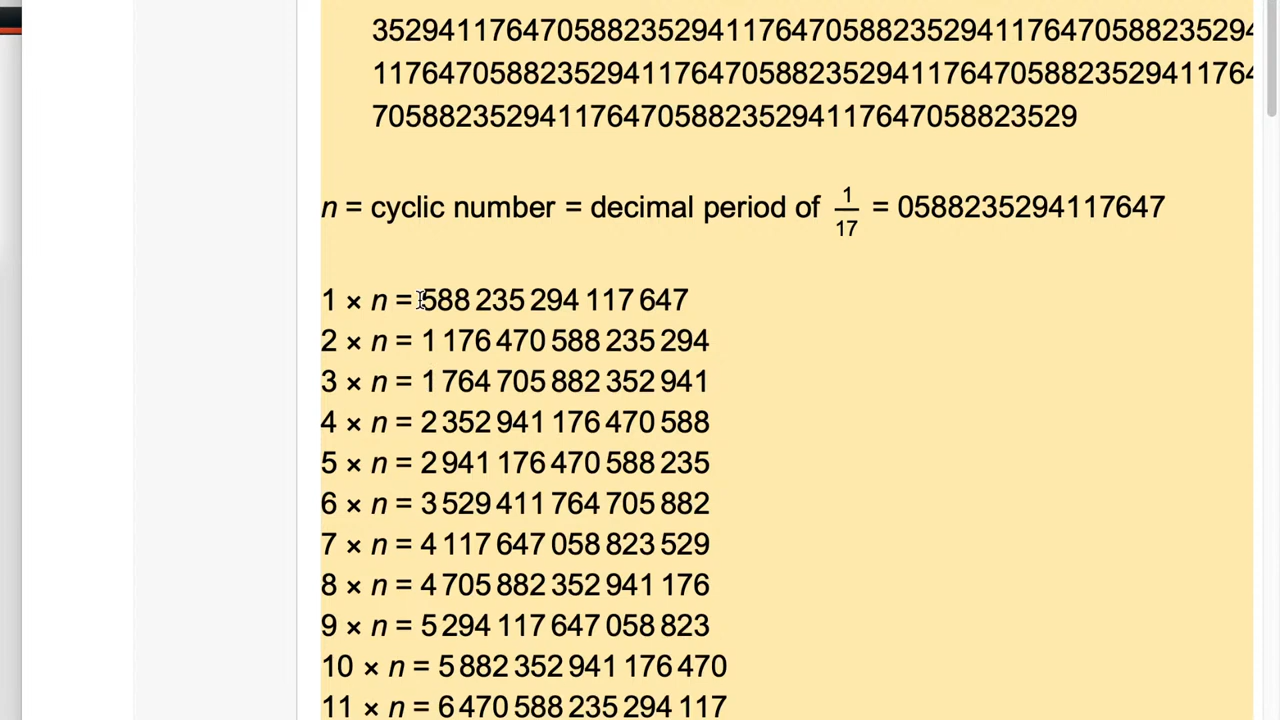 35294117647058823529411764705882352941176470588235294
11764705882352941176470588235294117647058823529411764
705882352941176470588235294117647058823529
n = cyclic number = decimal period of 1/17 = 0588235294117647
1 × n = 588 235 294 117 647
2 × n = 1 176 470 588 235 294
3 × n = 1 764 705 882 352 941
4 × n = 2 352 941 176 470 588
5 × n = 2 941 176 470 588 235
6 × n = 3 529 411 764 705 882
7 × n = 4 117 647 058 823 529
8 × n = 4 705 882 352 941 176
9 × n = 5 294 117 647 058 823
10 × n = 5 882 352 941 176 470
11 × n = 6 470 588 235 294 117